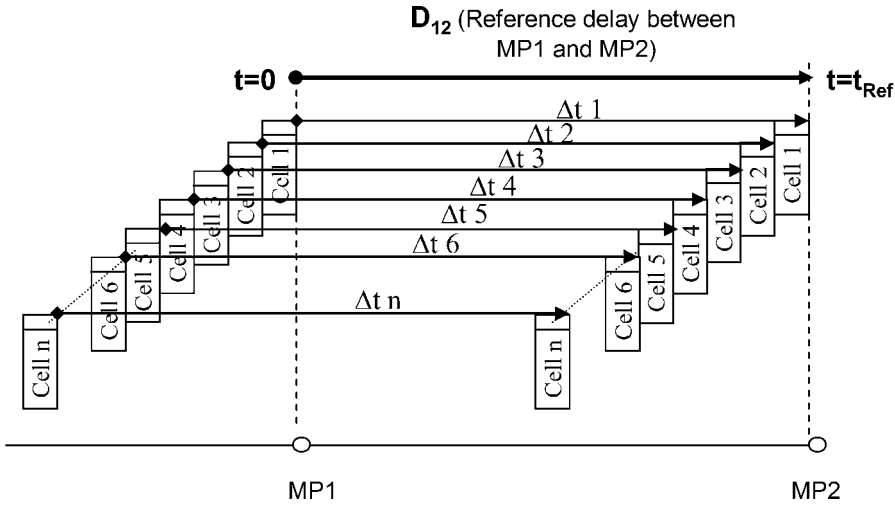 D12 (Reference delay between
MP1 and MP2)
t=0
t=tRef
Δt 1
Δt 2
Δt 3
Δt 4
Δt 5
Δt 6
Δt n
Cell 1
Cell 2
Cell 3
Cell 4
Cell 5
Cell 6
Cell n
Cell 1
Cell 2
Cell 3
Cell 4
Cell 5
Cell 6
Cell n
MP1
MP2